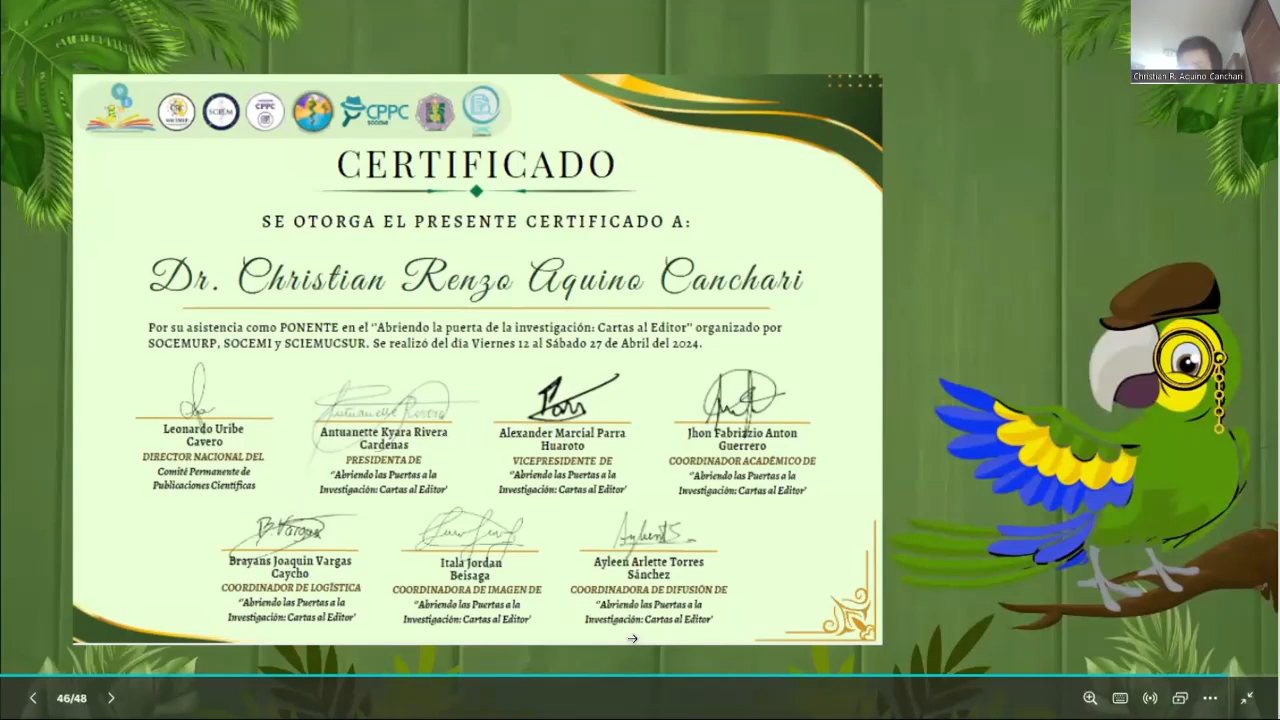 Christian R. Aquino Canchari
SCIEM
CPPC
CPPC
SOCEMI
CERTIFICADO
SE OTORGA EL PRESENTE CERTIFICADO A:
Dr. Christian Renzo Aquino Canchari
Por su asistencia como PONENTE en el "Abriendo la puerta de la investigación: Cartas al Editor" organizado por
SOCEMURP, SOCEMI y SCIEMUCSUR. Se realizó del día Viernes 12 al Sábado 27 de Abril del 2024.
Leonardo Uribe
Cavero
DIRECTOR NACIONAL DEL
Comité Permanente de
Publicaciones Científicas
Antuanette Rivera
Antuanette Kyara Rivera
Cardenas
PRESIDENTA DE
"Abriendo las Puertas a la
Investigación: Cartas al Editor'
Alexander Marcial Parra
Huaroto
VICEPRESIDENTE DE
"Abriendo las Puertas a la
Investigación: Cartas al Editor'
Jhon Fabrizzio Anton
Guerrero
COORDINADOR ACADÉMICO DE
"Abriendo las Puertas a la
Investigación: Cartas al Editor'
B Vargas
Brayans Joaquin Vargas
Caycho
COORDINADOR DE LOGÍSTICA
"Abriendo las Puertas a la
Investigación: Cartas al Editor'
Itala Jordan
Beisaga
COORDINADORA DE IMAGEN DE
"Abriendo las Puertas a la
Investigación: Cartas al Editor'
Ayleen Arlette Torres
Sánchez
COORDINADORA DE DIFUSIÓN DE
"Abriendo las Puertas a la
Investigación: Cartas al Editor'
46/48